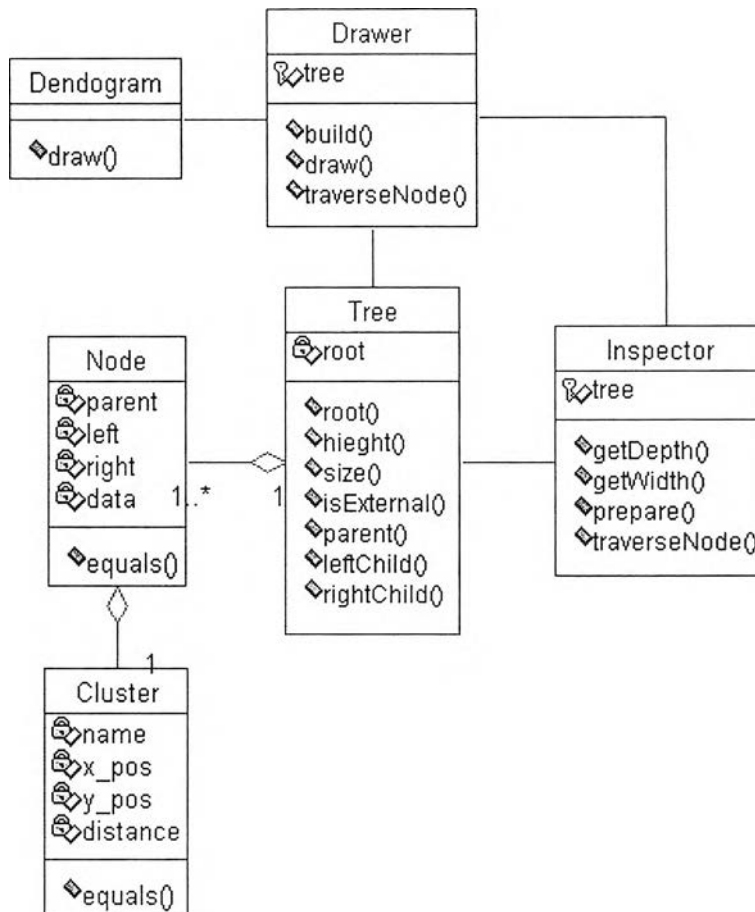 Drawer
tree
build()
draw()
traverseNode()
Dendogram
draw()
Tree
root
root()
hieght()
size()
isExternal()
parent()
leftChild()
rightChild()
Node
parent
left
right
data
equals()
1..*
1
Inspector
tree
getDepth()
getWidth()
prepare()
traverseNode()
1
Cluster
name
x_pos
y_pos
distance
equals()